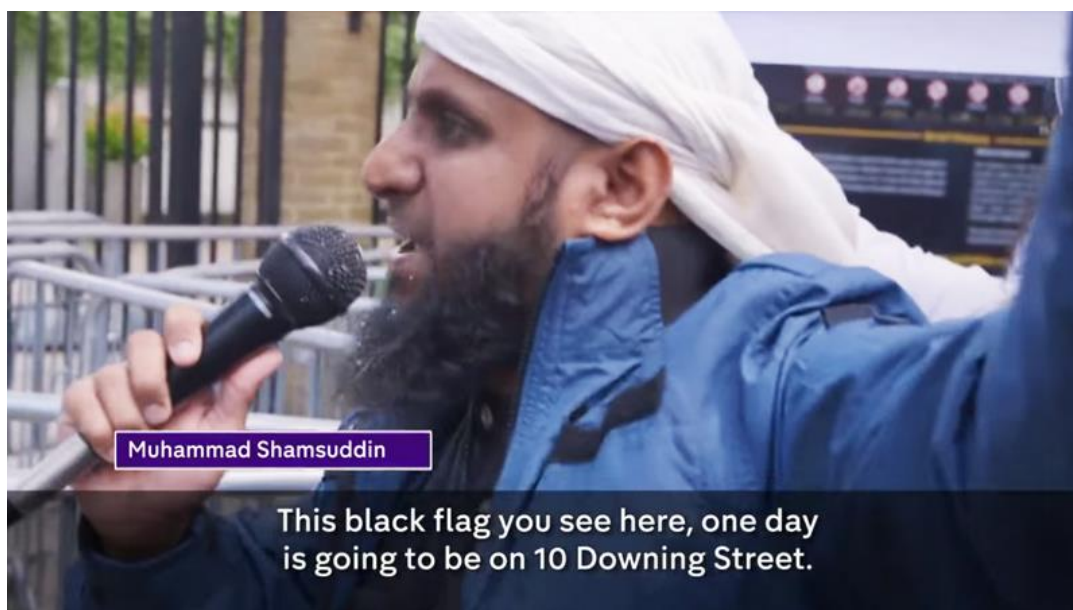 Muhammad Shamsuddin
This black flag you see here, one day
is going to be on 10 Downing Street.